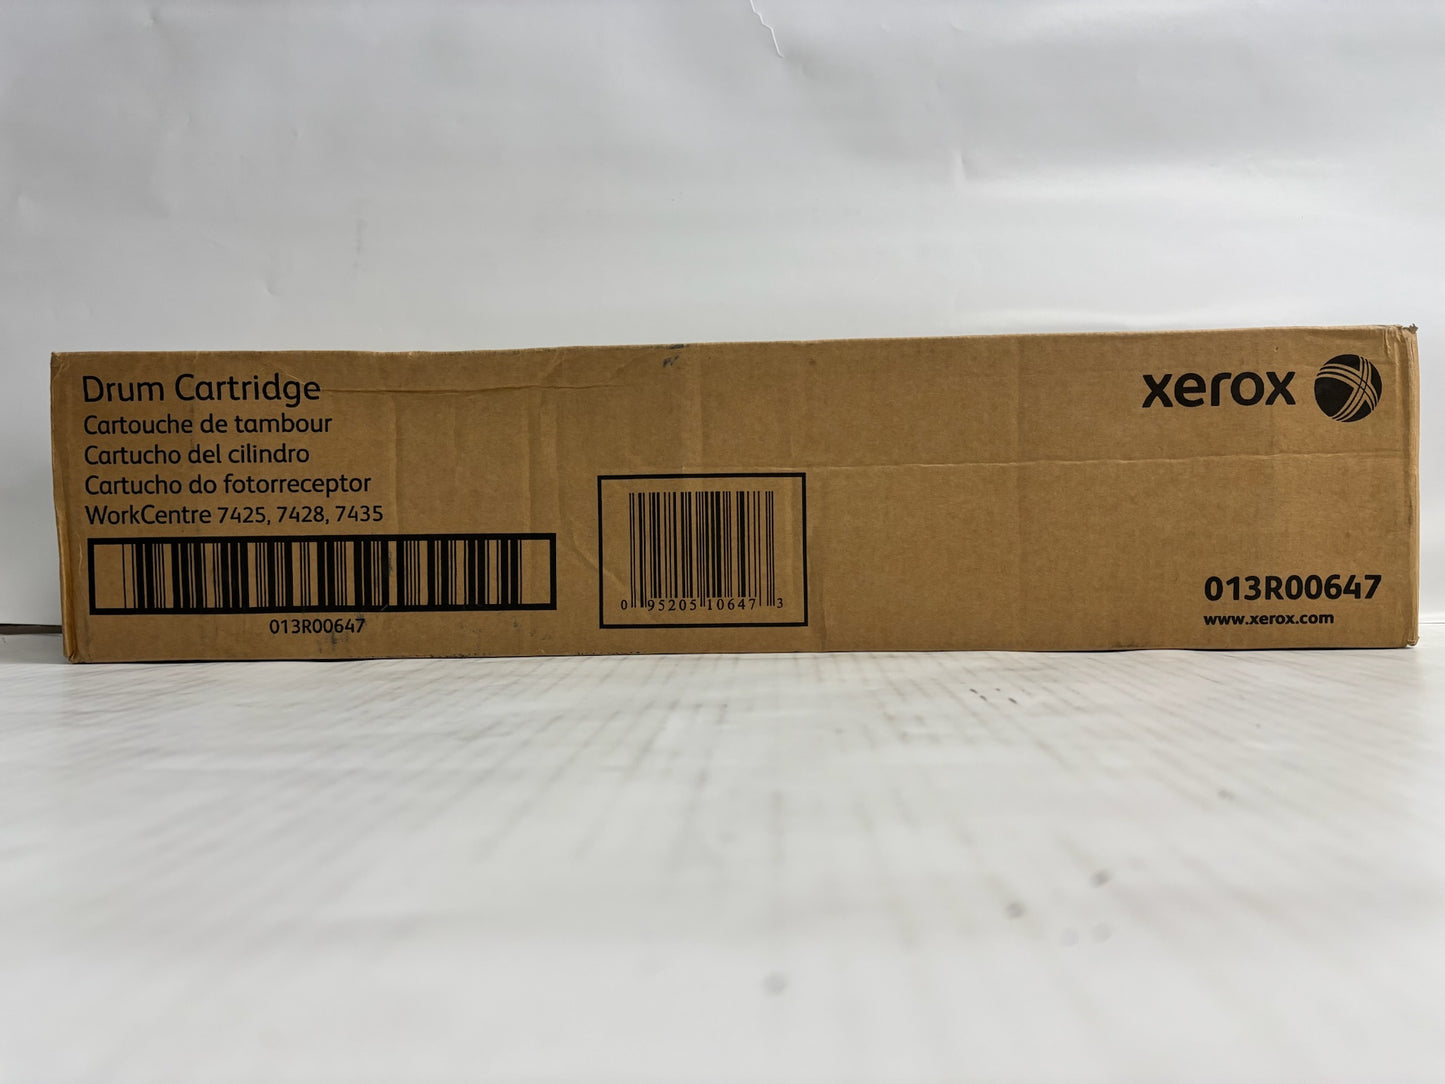 Drum Cartridge
Cartouche de tambour
Cartucho del cilindro
Cartucho do fotorreceptor
WorkCentre 7425, 7428, 7435
013R00647
0 95205 10647 3
xerox
013R00647
www.xerox.com